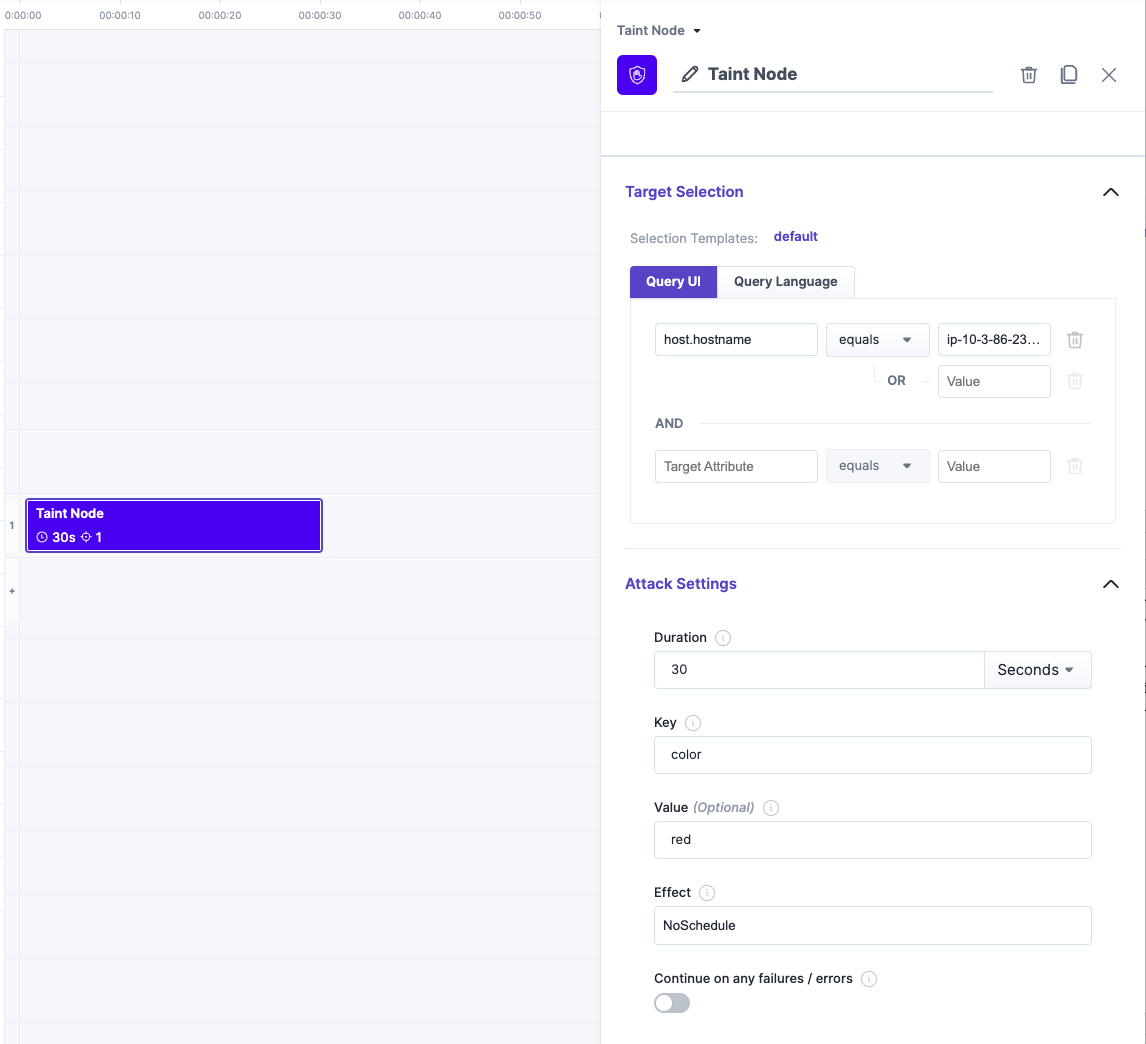 0:00:00 00:00:10 00:00:20 00:00:30 00:00:40 00:00:50
Taint Node
Taint Node
Target Selection
Selection Templates: default
Query UI Query Language
host.hostname equals ip-10-3-86-23...
OR Value
AND
Target Attribute equals Value
1
Taint Node
30s 1
+
Attack Settings
Duration
30 Seconds
Key
color
Value (Optional)
red
Effect
NoSchedule
Continue on any failures / errors